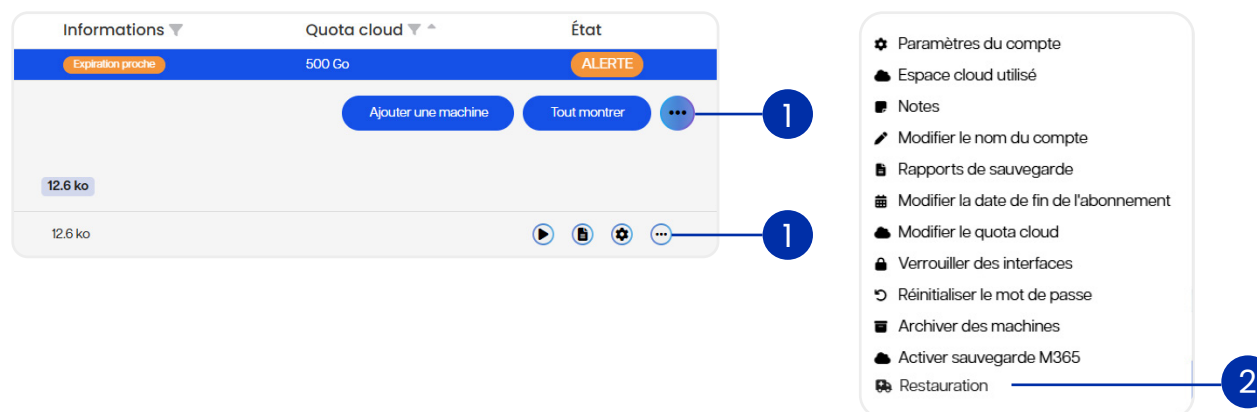 Informations Quota cloud État
Expiration proche 500 Go ALERTE
Ajouter une machine Tout montrer 1
12.6 ko
12.6 ko 1
Paramètres du compte
Espace cloud utilisé
Notes
Modifier le nom du compte
Rapports de sauvegarde
Modifier la date de fin de l'abonnement
Modifier le quota cloud
Verrouiller des interfaces
Réinitialiser le mot de passe
Archiver des machines
Activer sauvegarde M365
Restauration 2